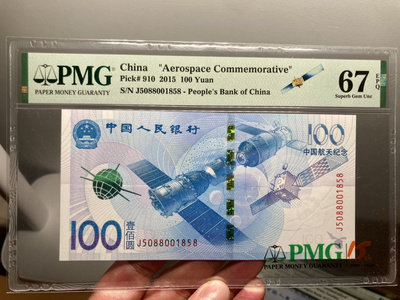 PMG
PAPER MONEY GUARANTY
China "Aerospace Commemorative"
Pick# 910 2015 100 Yuan
S/N J5088001858 - People's Bank of China
67 EPQ
Superb Gem Unc
中国人民银行
100
中国航天纪念
100 壹佰圆
J5088001858
J5088001858
PMG
PAPER MONEY GUARANTY